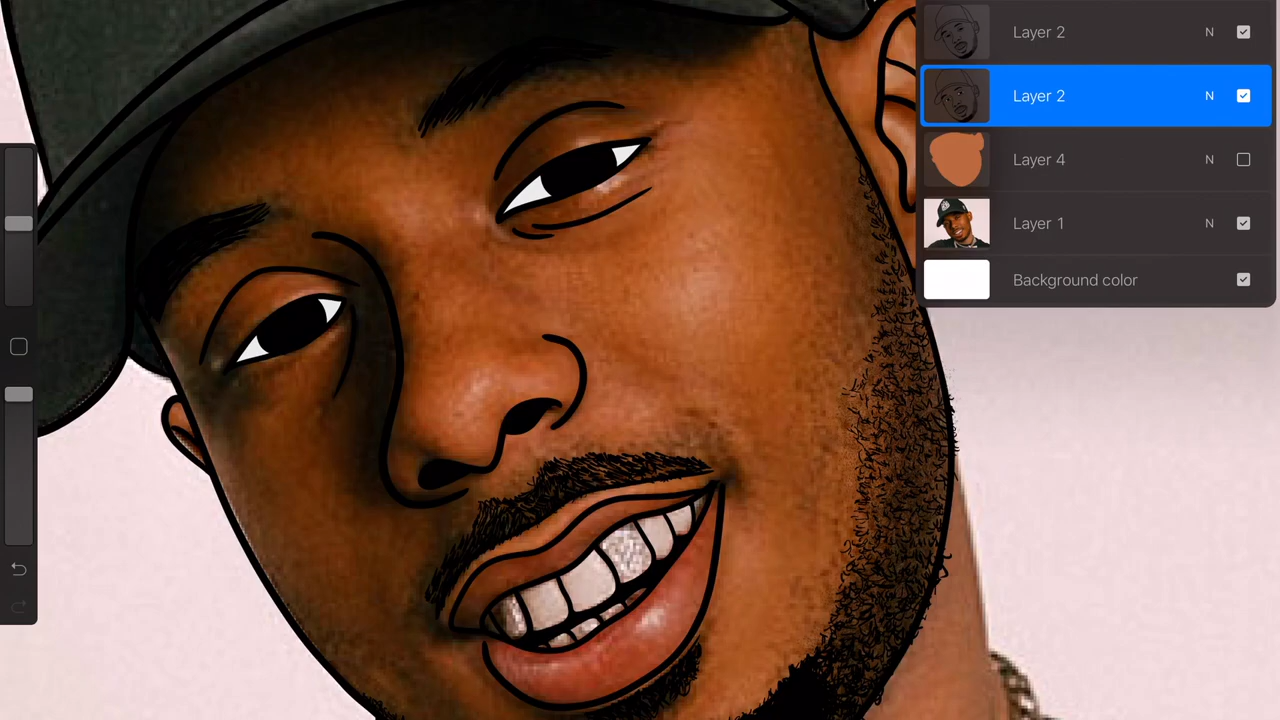 Layer 2 N
Layer 2 N
Layer 4 N
Layer 1 N
Background color